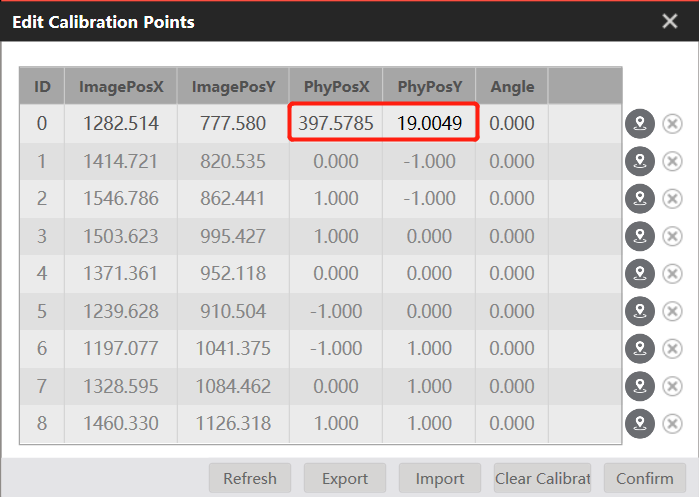 Edit Calibration Points
ID ImagePosX ImagePosY PhyPosX PhyPosY Angle
0 1282.514 777.580 397.5785 19.0049 0.000
1 1414.721 820.535 0.000 -1.000 0.000
2 1546.786 862.441 1.000 -1.000 0.000
3 1503.623 995.427 1.000 0.000 0.000
4 1371.361 952.118 0.000 0.000 0.000
5 1239.628 910.504 -1.000 0.000 0.000
6 1197.077 1041.375 -1.000 1.000 0.000
7 1328.595 1084.462 0.000 1.000 0.000
8 1460.330 1126.318 1.000 1.000 0.000
Refresh Export Import Clear Calibrat Confirm